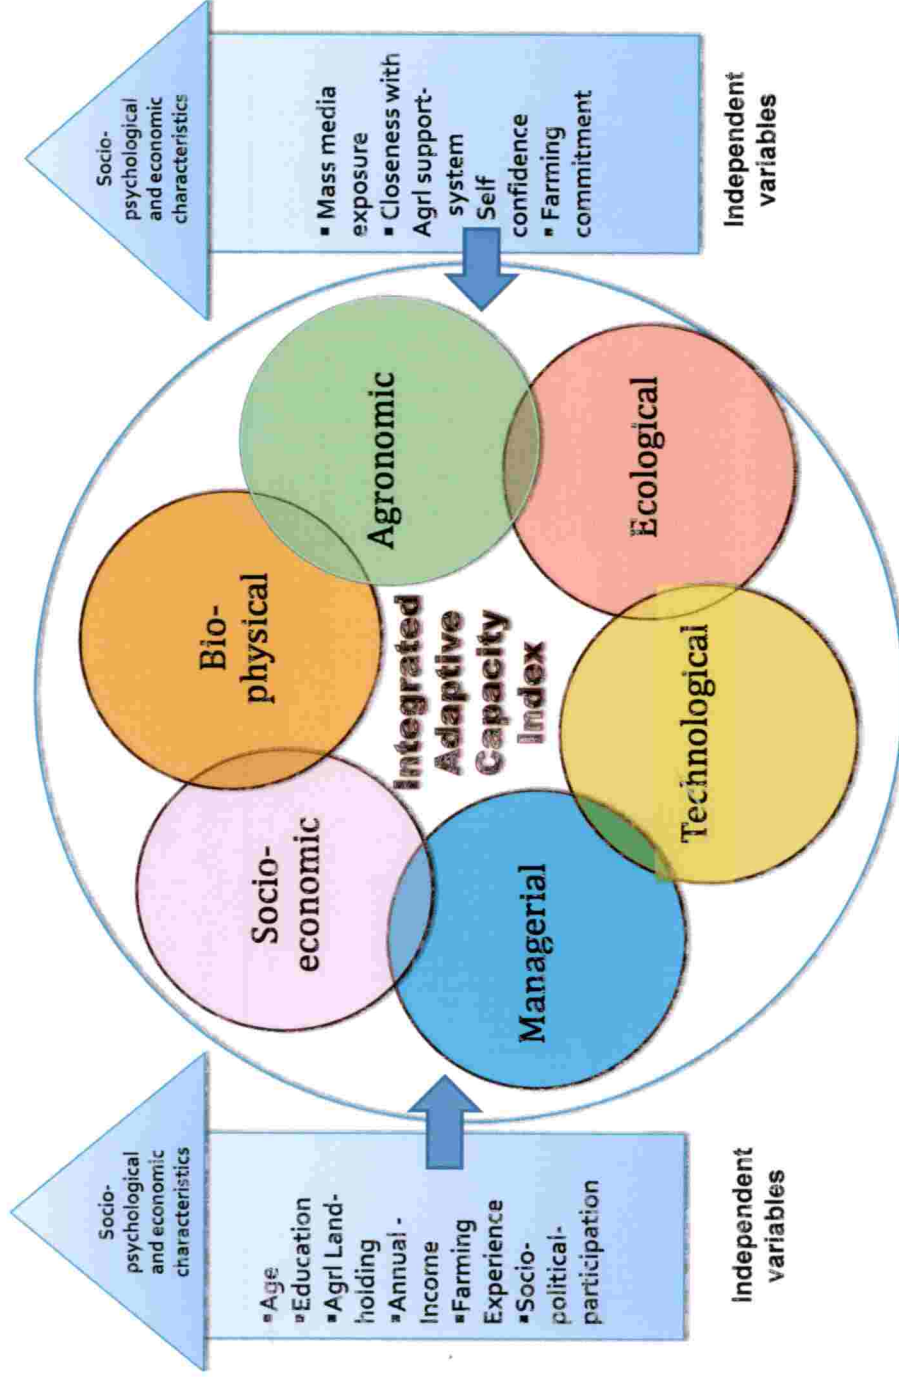 Socio-
psychological
and economic
characteristics
▪Age
▪Education
▪Agrl Land-
holding
▪Annual -
Income
▪Farming
Experience
▪Socio-
political-
participation
Independent
variables
Socio-
economic
Bio-
physical
Agronomic
Managerial
Technological
Ecological
Integrated
Adaptive
Capacity
Index
Socio-
psychological
and economic
characteristics
▪ Mass media
exposure
▪ Closeness with
Agrl support-
system
▪ Self
confidence
▪ Farming
commitment
Independent
variables